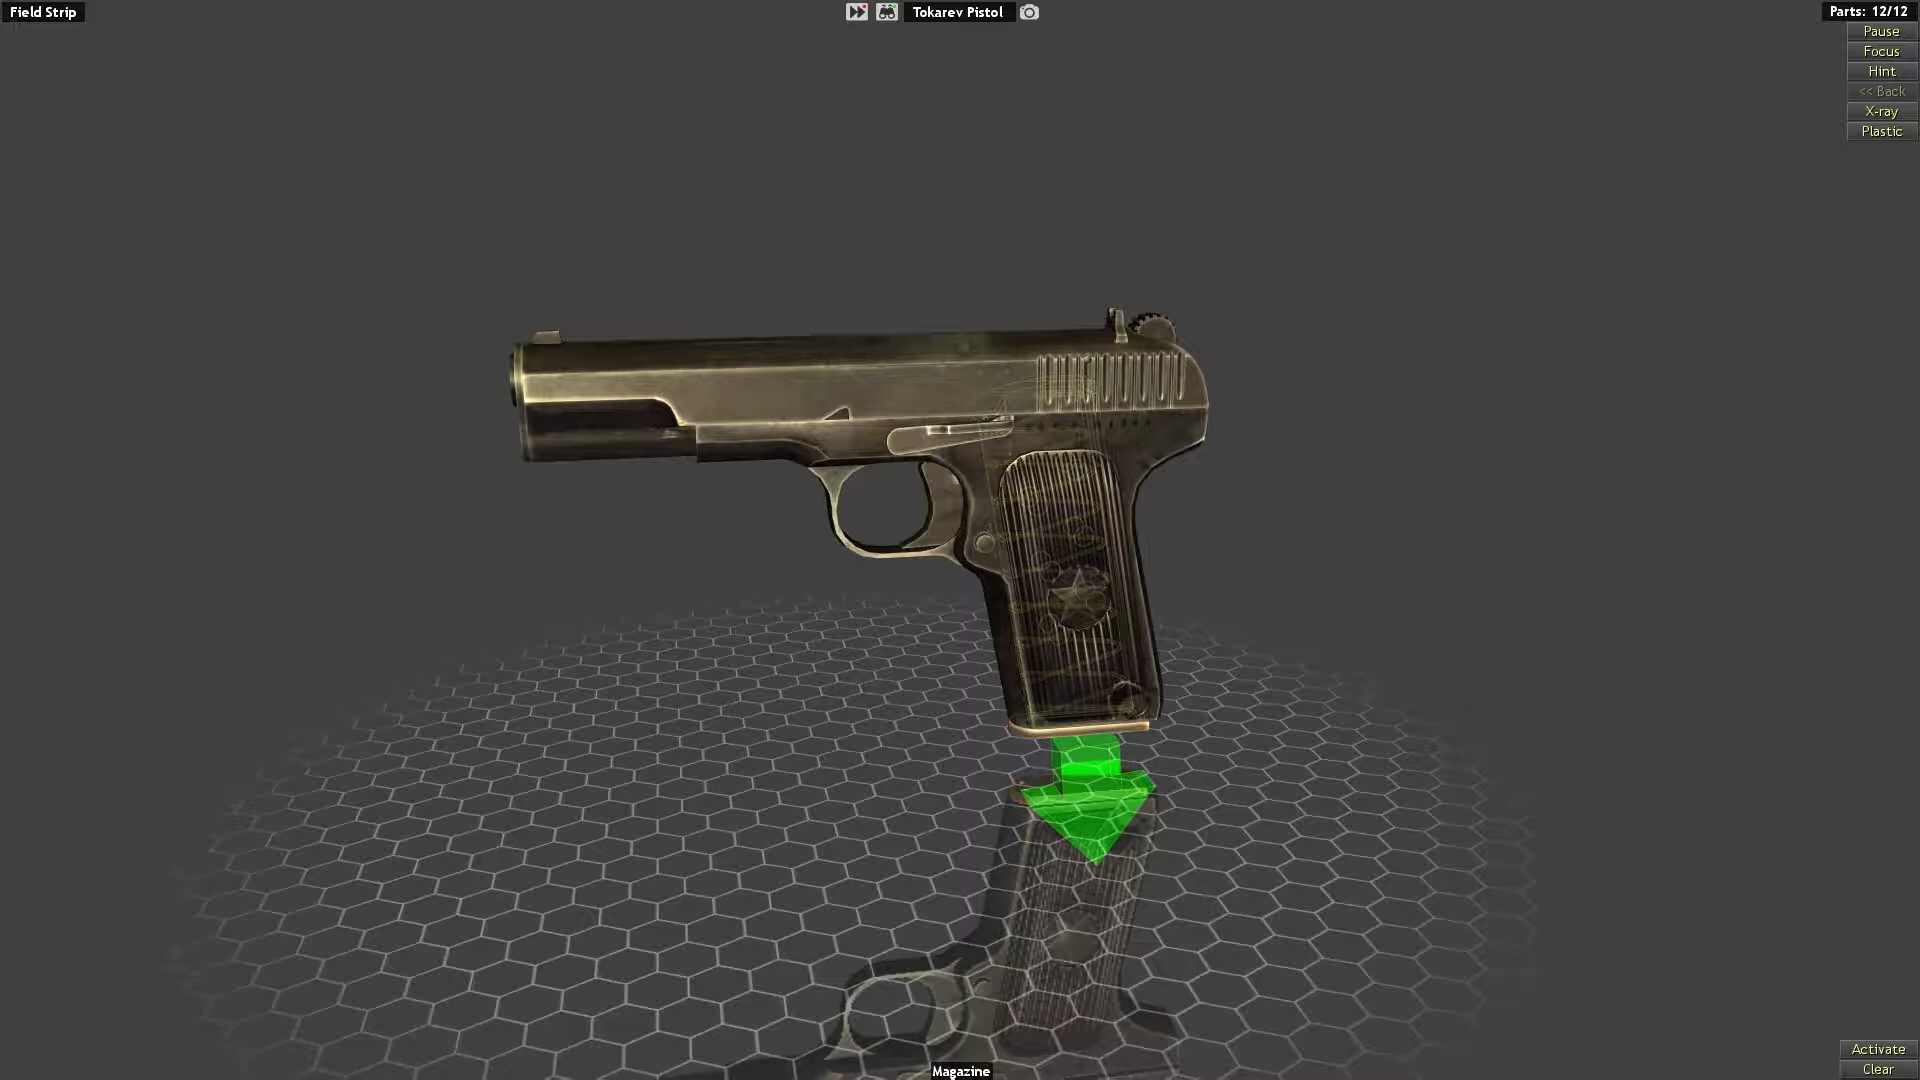 Field Strip
Tokarev Pistol
Parts: 12/12
Pause
Focus
Hint
<< Back
X-ray
Plastic
Activate
Clear
Magazine